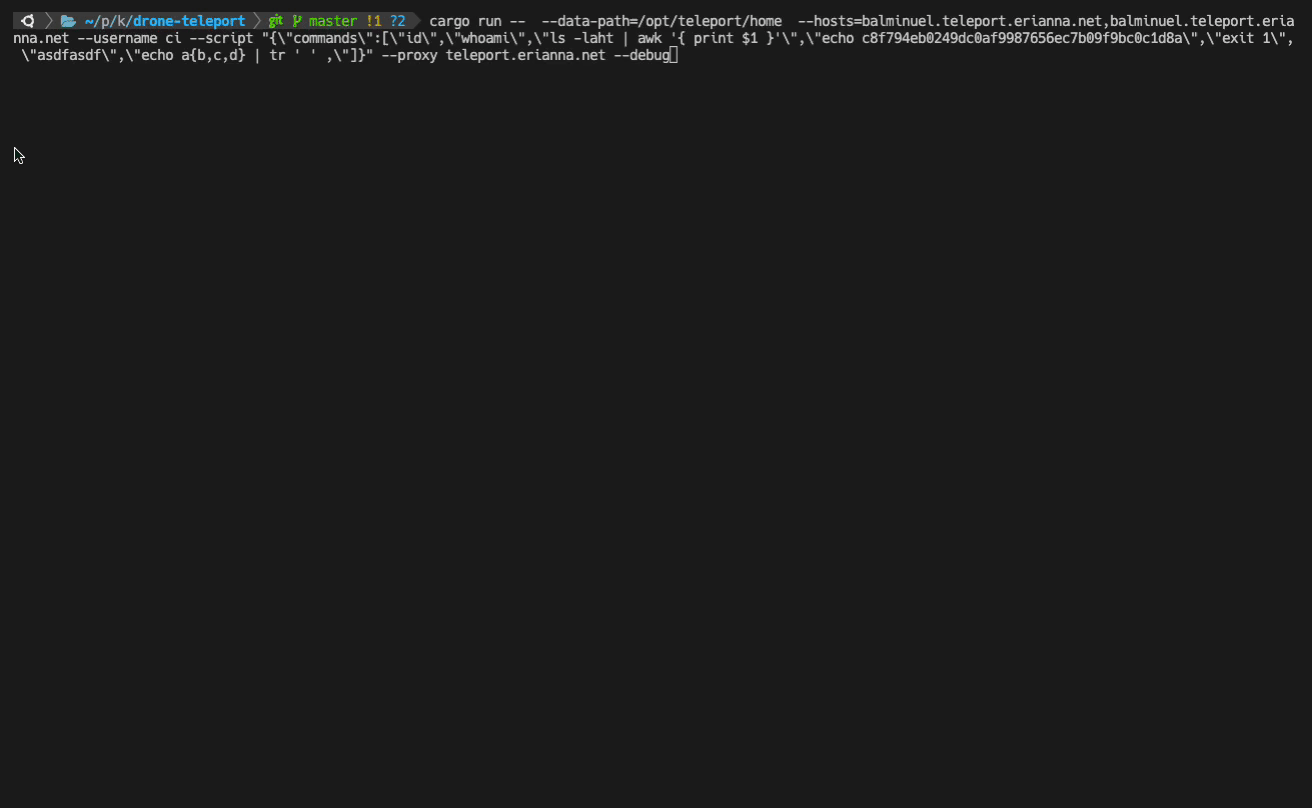 ~/p/k/drone-teleport git master !1 ?2 cargo run -- --data-path=/opt/teleport/home --hosts=balminuel.teleport.erianna.net,balminuel.teleport.eria
nna.net --username ci --script "{\"commands\":[\"id\",\"whoami\",\"ls -laht | awk '{ print $1 }'\",\"echo c8f794eb0249dc0af9987656ec7b09f9bc0c1d8a\",\"exit 1\",
\"asdfasdf\",\"echo a{b,c,d} | tr ' ' ,\"]}" --proxy teleport.erianna.net --debug